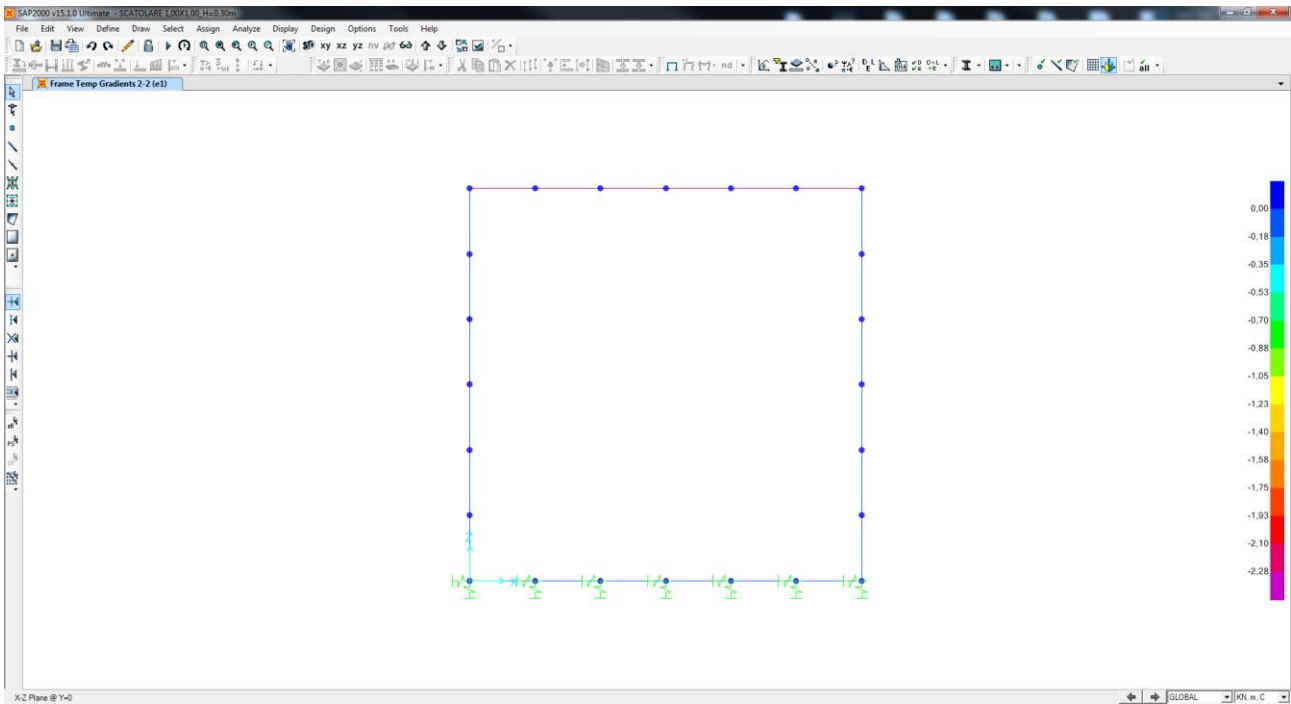 SAP2000 v15.1.0 Ultimate - SCATOLARE 1,00X1,00_H=0,30m
File Edit View Define Draw Select Assign Analyze Display Design Options Tools Help
xy xz yz nv
nd
all
Frame Temp Gradients 2-2 (e1)
0,00
-0,18
-0,35
-0,53
-0,70
-0,88
-1,05
-1,23
-1,40
-1,58
-1,75
-1,93
-2,10
-2,28
X
X-Z Plane @ Y=0
GLOBAL
KN, m, C